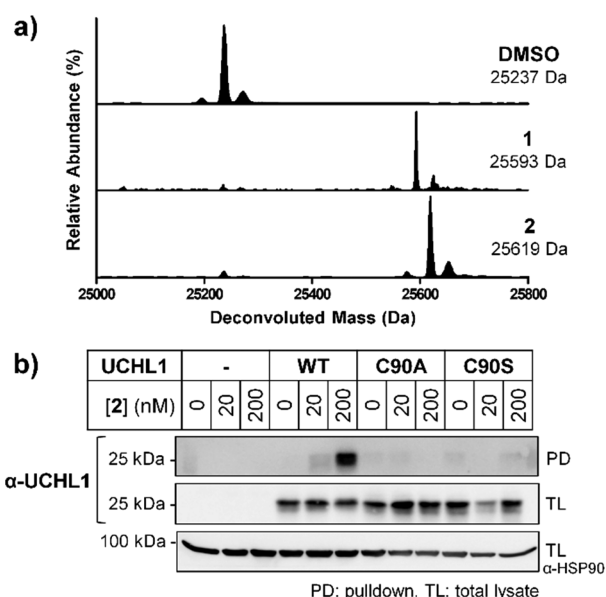 a)
DMSO
25237 Da
1
25593 Da
2
25619 Da
Relative Abundance (%)
25000 25200 25400 25600 25800
Deconvoluted Mass (Da)
b)
UCHL1 - WT C90A C90S
[2] (nM) 0 20 200 0 20 200 0 20 200 0 20 200
α-UCHL1
25 kDa - PD
25 kDa - TL
100 kDa - TL
α-HSP90
PD: pulldown, TL: total lysate